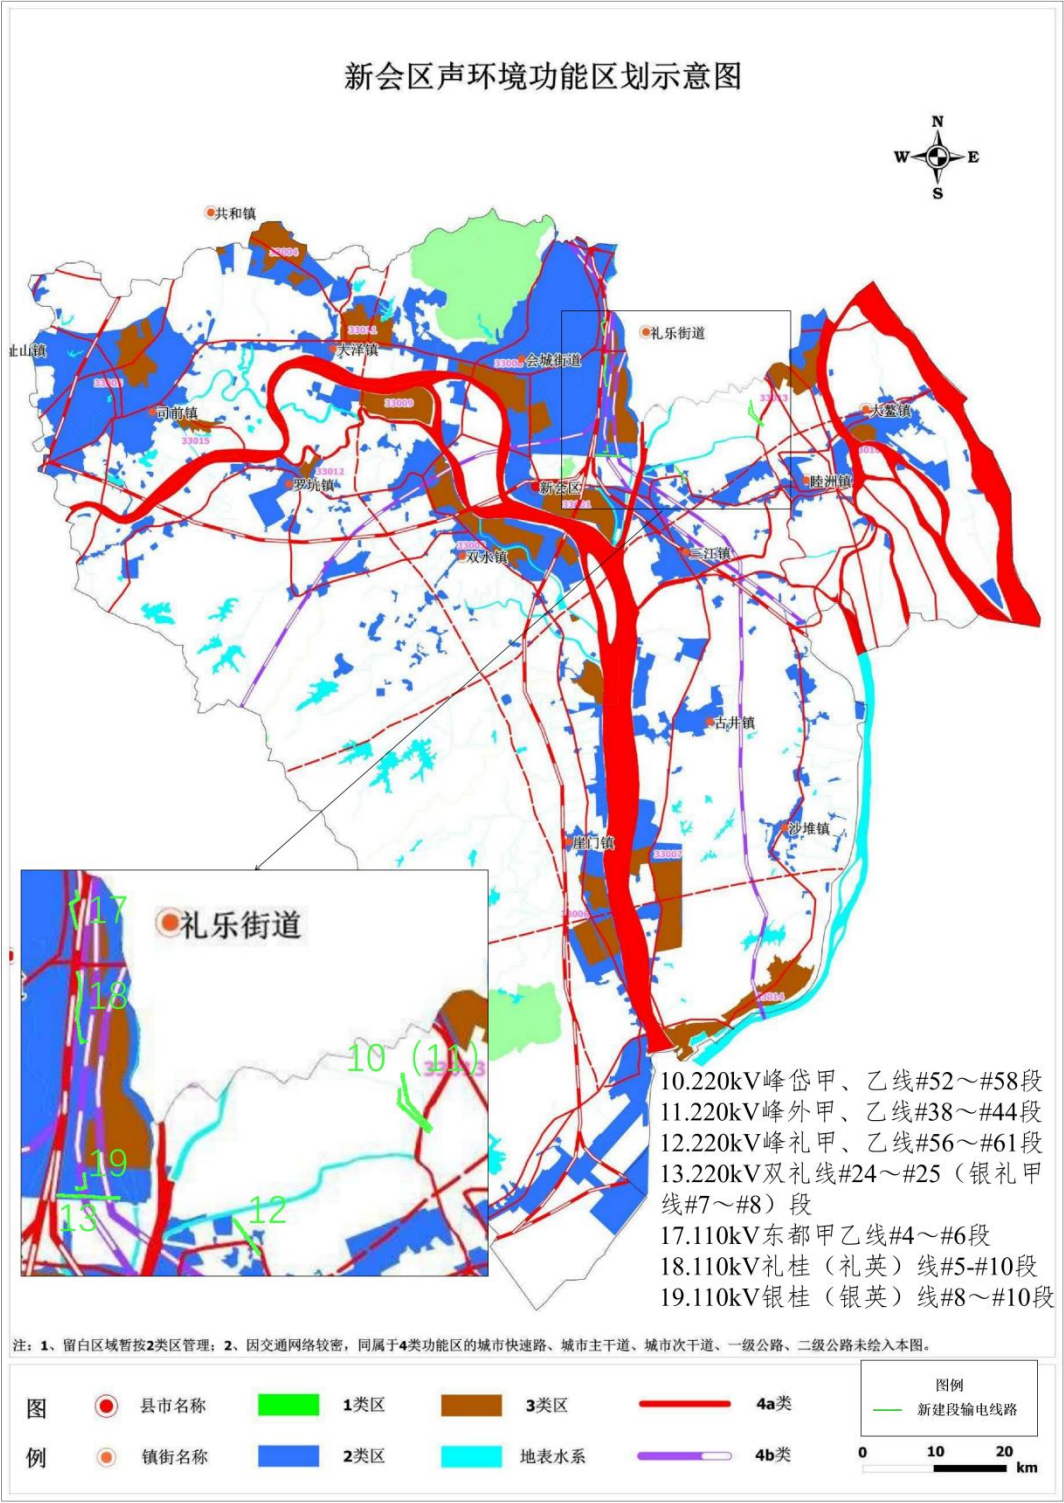 新会区声环境功能区划示意图
N
W E
S
共和镇
33004
礼乐街道
33011
大泽镇
址山镇
会城街道
33013
司前镇
33009
大鳌镇
33015
33012
罗坑镇
新会区
睦洲镇
双水镇
三江镇
古井镇
沙堆镇
崖门镇
33007
礼乐街道
17
18
10（11）
19
13
12
10.220kV峰岱甲、乙线#52～#58段
11.220kV峰外甲、乙线#38～#44段
12.220kV峰礼甲、乙线#56～#61段
13.220kV双礼线#24～#25（银礼甲
线#7～#8）段
17.110kV东都甲乙线#4～#6段
18.110kV礼桂（礼英）线#5-#10段
19.110kV银桂（银英）线#8～#10段
注：1、留白区域暂按2类区管理；2、因交通网络较密，同属于4类功能区的城市快速路、城市主干道、城市次干道、一级公路、二级公路未绘入本图。
图例
县市名称
1类区
3类区
4a类
镇街名称
2类区
地表水系
4b类
图例
新建段输电线路
0 10 20
km